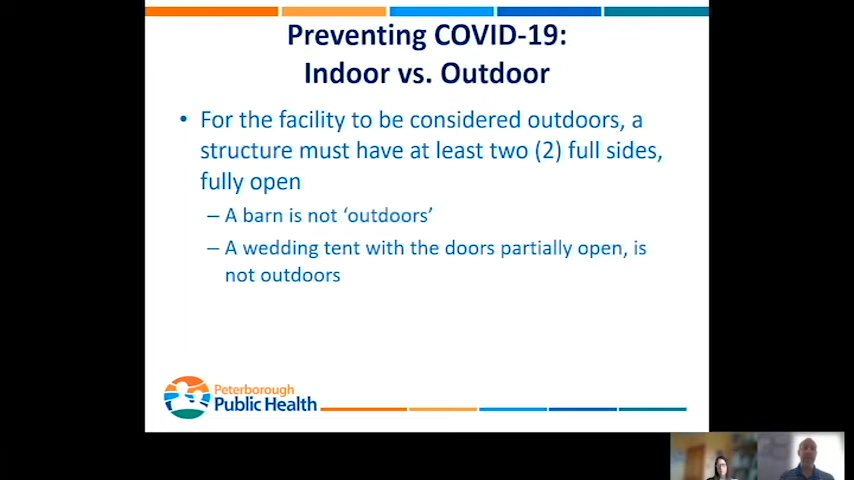 Preventing COVID-19:
Indoor vs. Outdoor
• For the facility to be considered outdoors, a
structure must have at least two (2) full sides,
fully open
– A barn is not ‘outdoors’
– A wedding tent with the doors partially open, is
not outdoors
Peterborough
Public Health